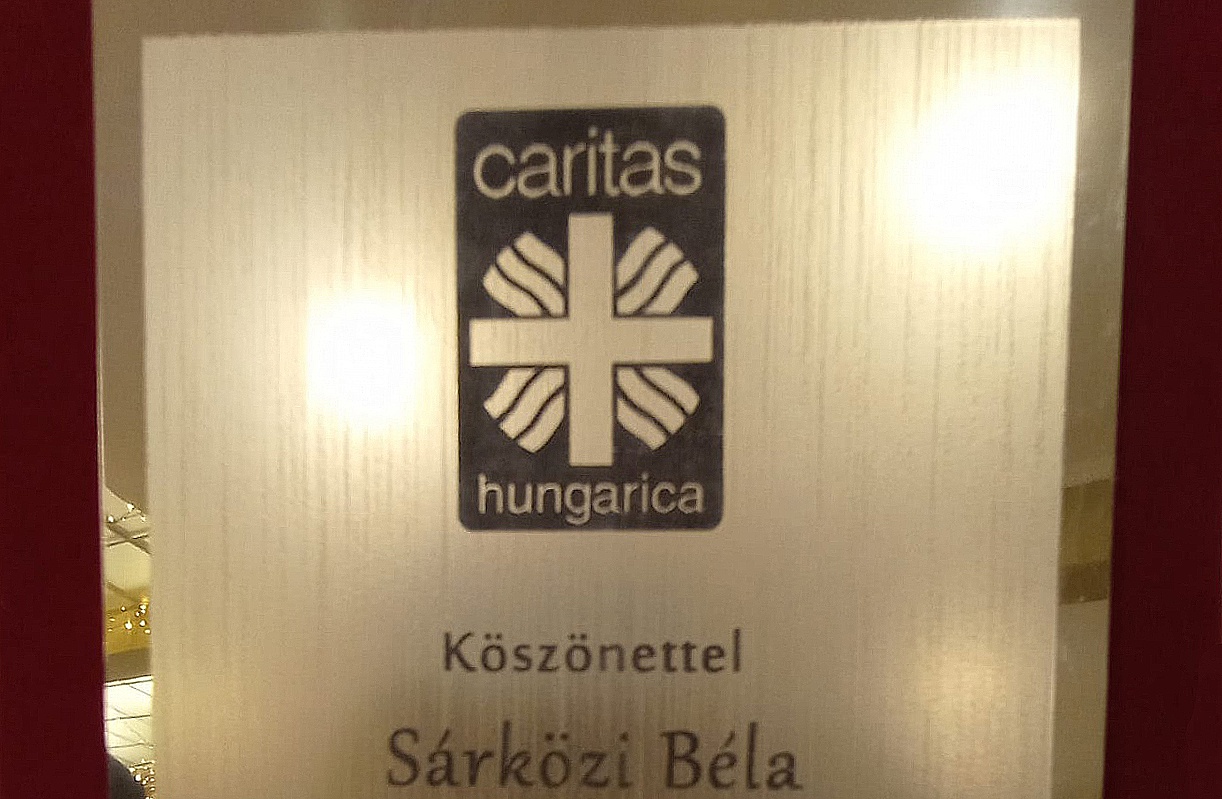 caritas
hungarica
Köszönettel
Sárközi Béla